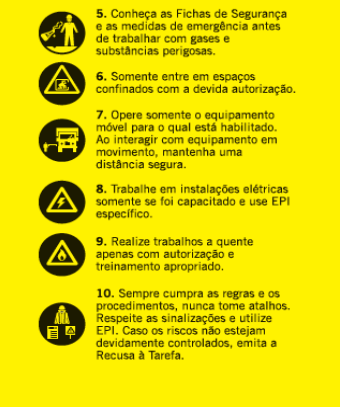 5. Conheça as Fichas de Segurança
e as medidas de emergência antes
de trabalhar com gases e
substâncias perigosas.
6. Somente entre em espaços
confinados com a devida autorização.
7. Opere somente o equipamento
móvel para o qual está habilitado.
Ao interagir com equipamento em
movimento, mantenha uma
distância segura.
8. Trabalhe em instalações elétricas
somente se foi capacitado e use EPI
específico.
9. Realize trabalhos a quente
apenas com autorização e
treinamento apropriado.
10. Sempre cumpra as regras e os
procedimentos, nunca tome atalhos.
Respeite as sinalizações e utilize
EPI. Caso os riscos não estejam
devidamente controlados, emita a
Recusa à Tarefa.